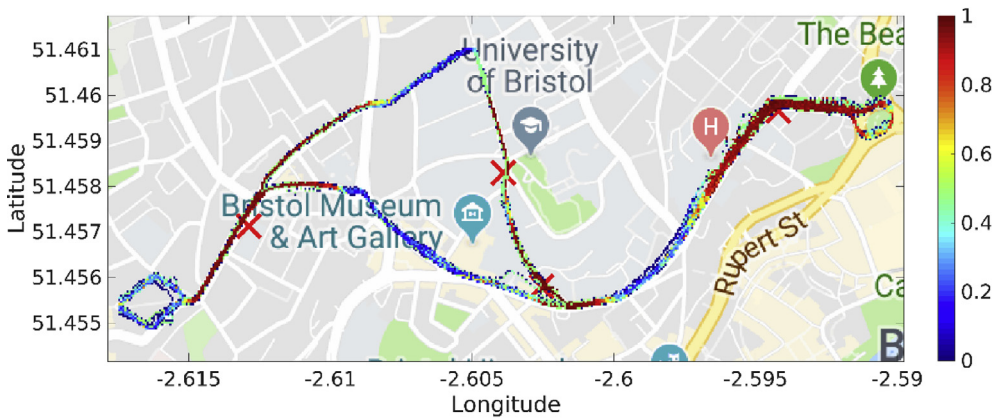 51.461
51.46
51.459
51.458
51.457
51.456
51.455
Latitude
-2.615
-2.61
-2.605
-2.6
-2.595
-2.59
Longitude
University
of Bristol
The Bea
H
Bristol Museum
& Art Gallery
Rupert St
Ca
B
1
0.8
0.6
0.4
0.2
0